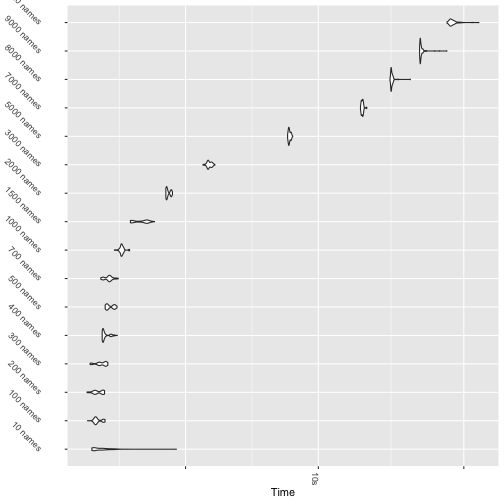 names
9000 names
8000 names
7000 names
5000 names
3000 names
2000 names
1500 names
1000 names
700 names
500 names
400 names
300 names
200 names
100 names
10 names
10s
Time